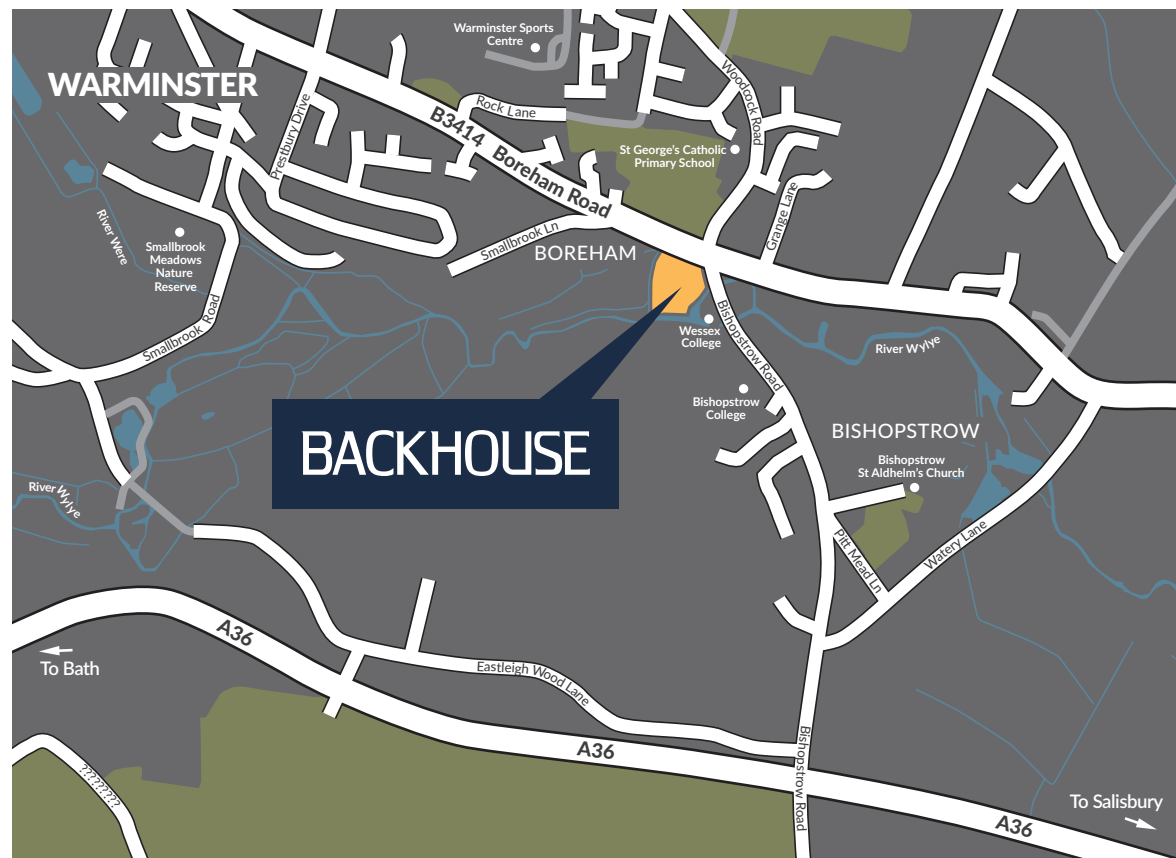 Warminster Sports
Centre
WARMINSTER
Woodcock Road
Rock Lane
Prestbury Drive
B3414 Boreham Road
St George's Catholic
Primary School
Grange Lane
River Were
Smallbrook
Meadows
Nature
Reserve
Smallbrook Ln
BOREHAM
Smallbrook Road
Wessex
College
Bishopstrow Road
River Wylye
Bishopstrow
College
BACKHOUSE
BISHOPSTROW
Bishopstrow
St Aldhelm's Church
River Wylye
Pitt Mead Ln
Watery Lane
A36
To Bath
Eastleigh Wood Lane
A36
Bishopstrow Road
?????????
To Salisbury
A36